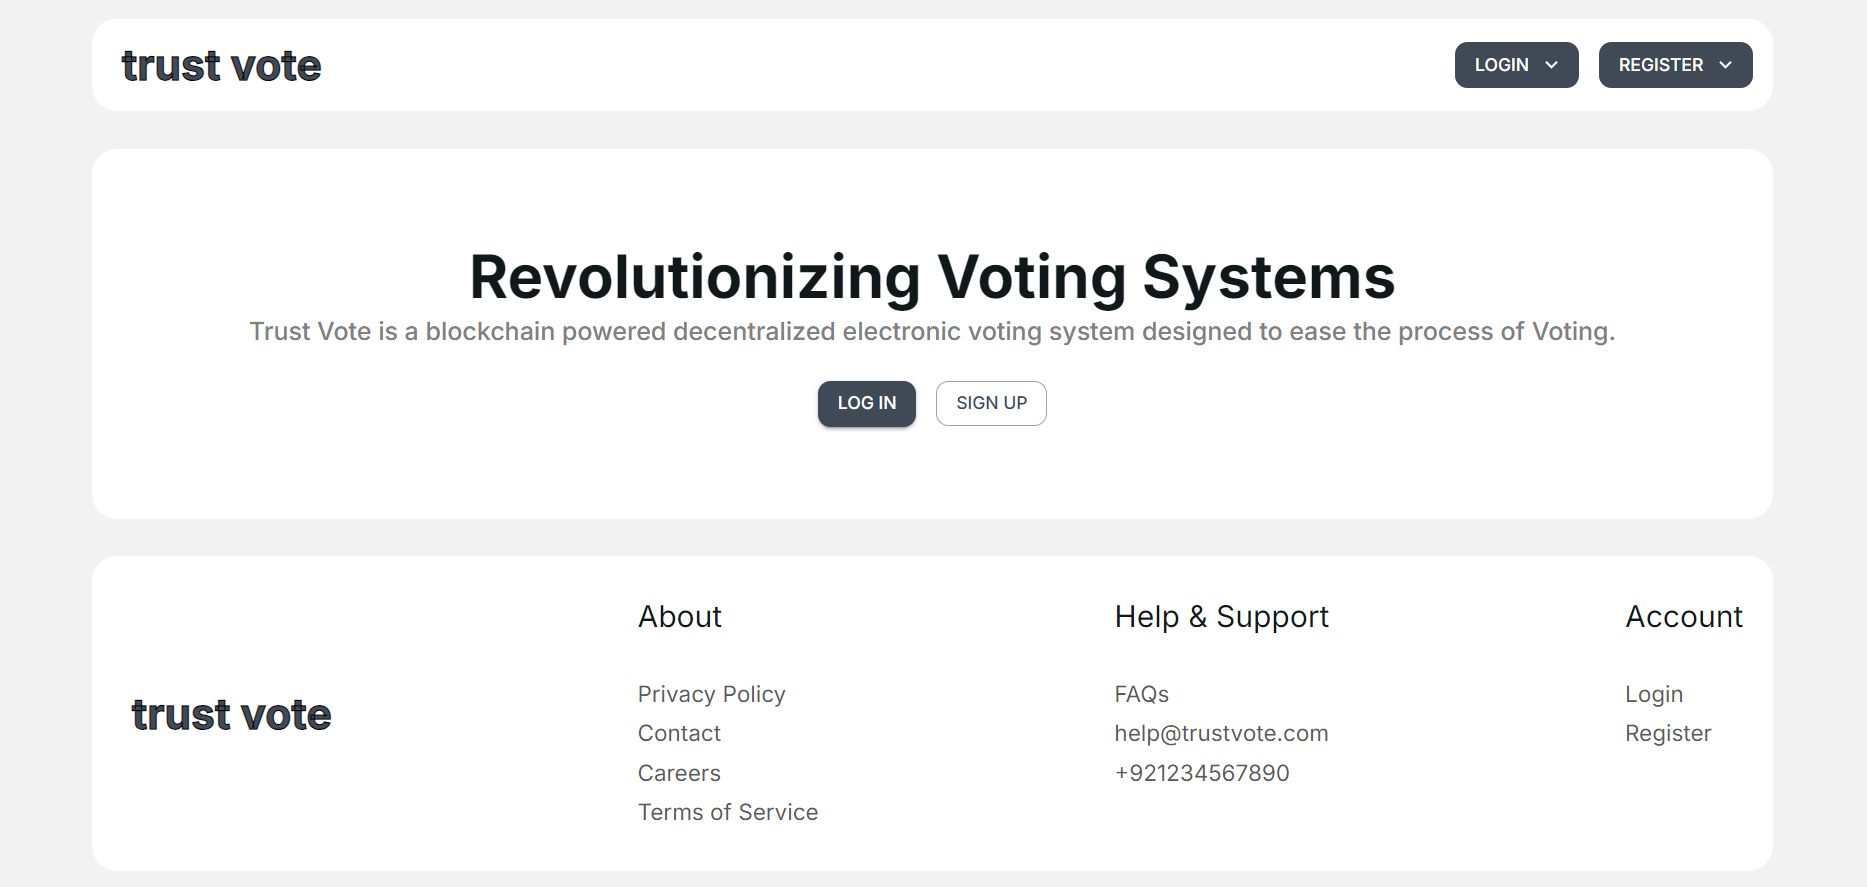 trust vote
LOGIN
REGISTER
Revolutionizing Voting Systems
Trust Vote is a blockchain powered decentralized electronic voting system designed to ease the process of Voting.
LOG IN
SIGN UP
trust vote
About
Privacy Policy
Contact
Careers
Terms of Service
Help & Support
FAQs
help@trustvote.com
+921234567890
Account
Login
Register